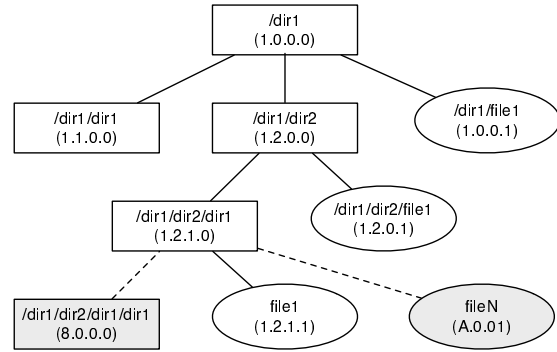 /dir1
(1.0.0.0)
/dir1/dir1
(1.1.0.0)
/dir1/dir2
(1.2.0.0)
/dir1/file1
(1.0.0.1)
/dir1/dir2/dir1
(1.2.1.0)
/dir1/dir2/file1
(1.2.0.1)
/dir1/dir2/dir1/dir1
(8.0.0.0)
file1
(1.2.1.1)
fileN
(A.0.01)